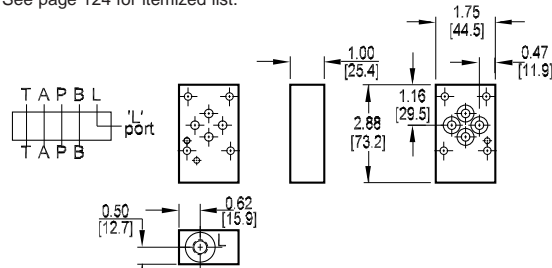 See page 124 for itemized list.
T A P B L
'L'
port
T A P B
1.00
[25.4]
2.88
[73.2]
1.75
[44.5]
0.47
[11.9]
1.16
[29.5]
0.50
[12.7]
0.62
[15.9]
L